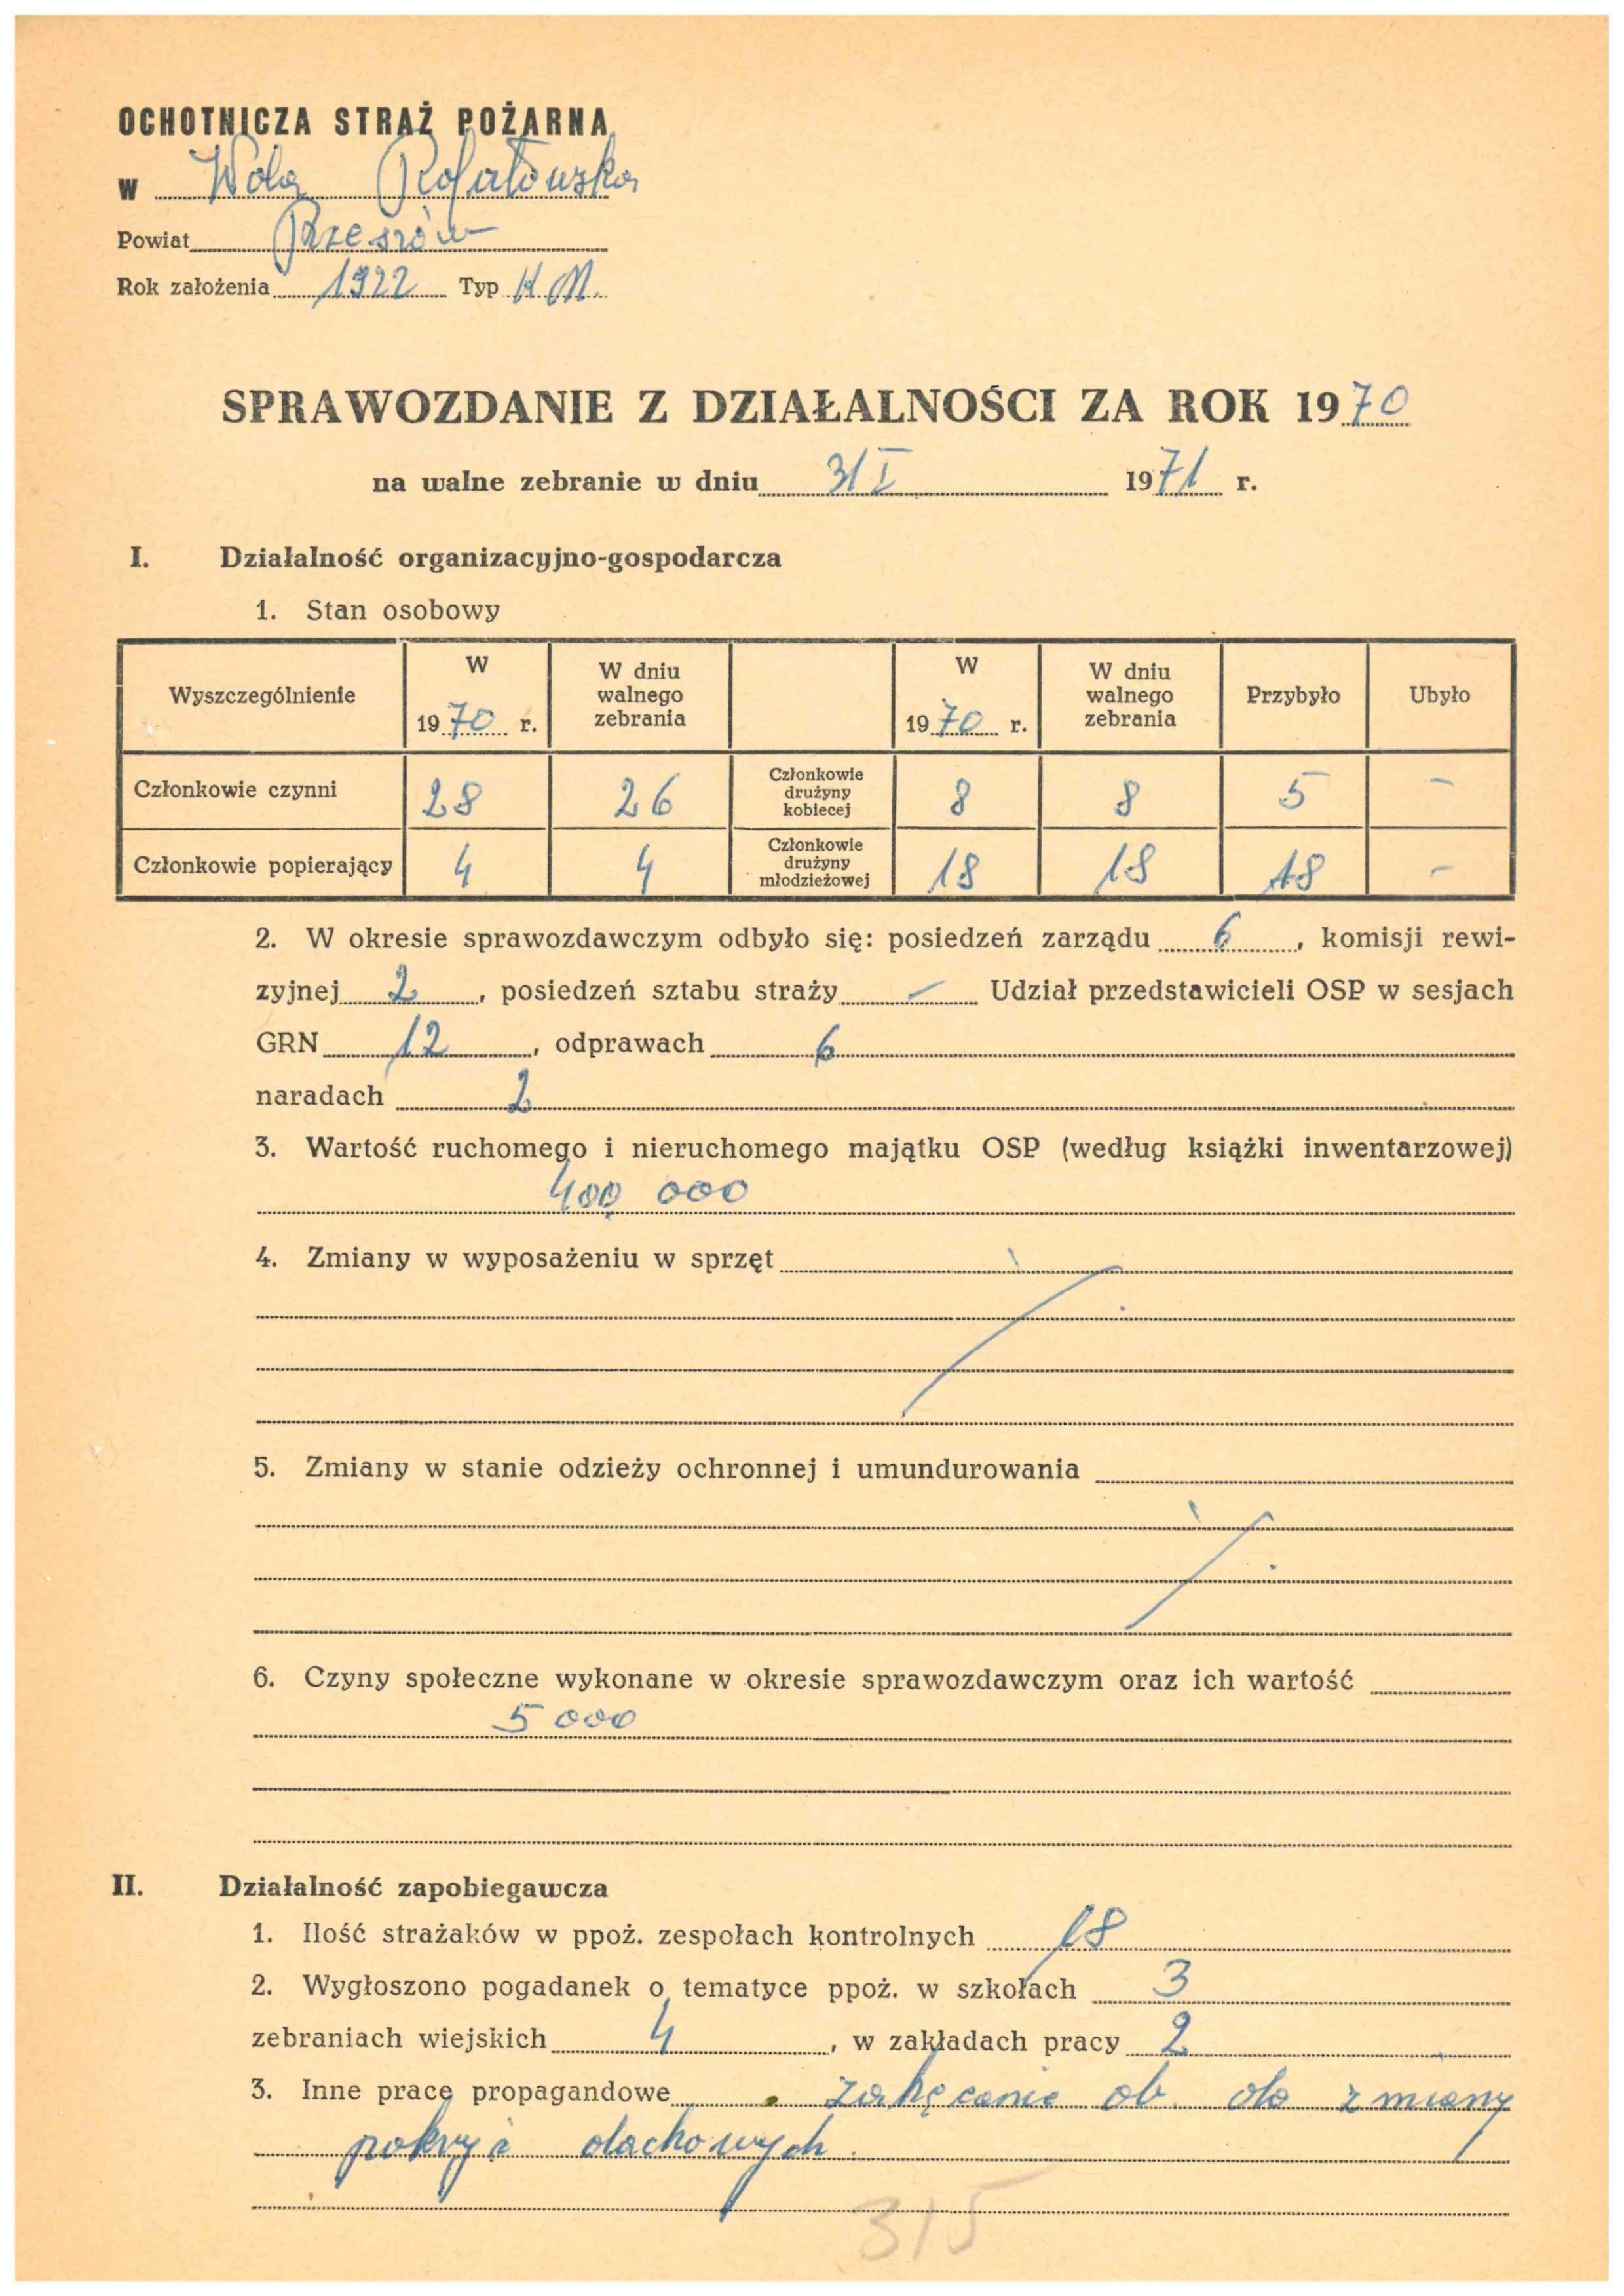 OCHOTNICZA STRAŻ POŻARNA
w Wola Rafałowska
Powiat Rzeszów
Rok założenia 1922 Typ H M.
SPRAWOZDANIE Z DZIAŁALNOŚCI ZA ROK 1970
na walne zebranie w dniu 31 I 1971 r.
I. Działalność organizacyjno-gospodarcza
1. Stan osobowy
Wyszczególnienie | W 1970 r. | W dniu walnego zebrania | | W 1970 r. | W dniu walnego zebrania | Przybyło | Ubyło
Członkowie czynni | 28 | 26 | Członkowie drużyny kobiecej | 8 | 8 | 5 | –
Członkowie popierający | 4 | 4 | Członkowie drużyny młodzieżowej | 18 | 18 | 18 | –
2. W okresie sprawozdawczym odbyło się: posiedzeń zarządu 6, komisji rewi-
zyjnej 2, posiedzeń sztabu straży – Udział przedstawicieli OSP w sesjach
GRN 12, odprawach 6
naradach 2
3. Wartość ruchomego i nieruchomego majątku OSP (według książki inwentarzowej)
400 000
4. Zmiany w wyposażeniu w sprzęt
5. Zmiany w stanie odzieży ochronnej i umundurowania
6. Czyny społeczne wykonane w okresie sprawozdawczym oraz ich wartość
5 000
II. Działalność zapobiegawcza
1. Ilość strażaków w ppoż. zespołach kontrolnych 18
2. Wygłoszono pogadanek o tematyce ppoż. w szkołach 3
zebraniach wiejskich 4, w zakładach pracy 2
3. Inne prace propagandowe zahęcanie ob. do zmiany
pokryć dachowych.
315